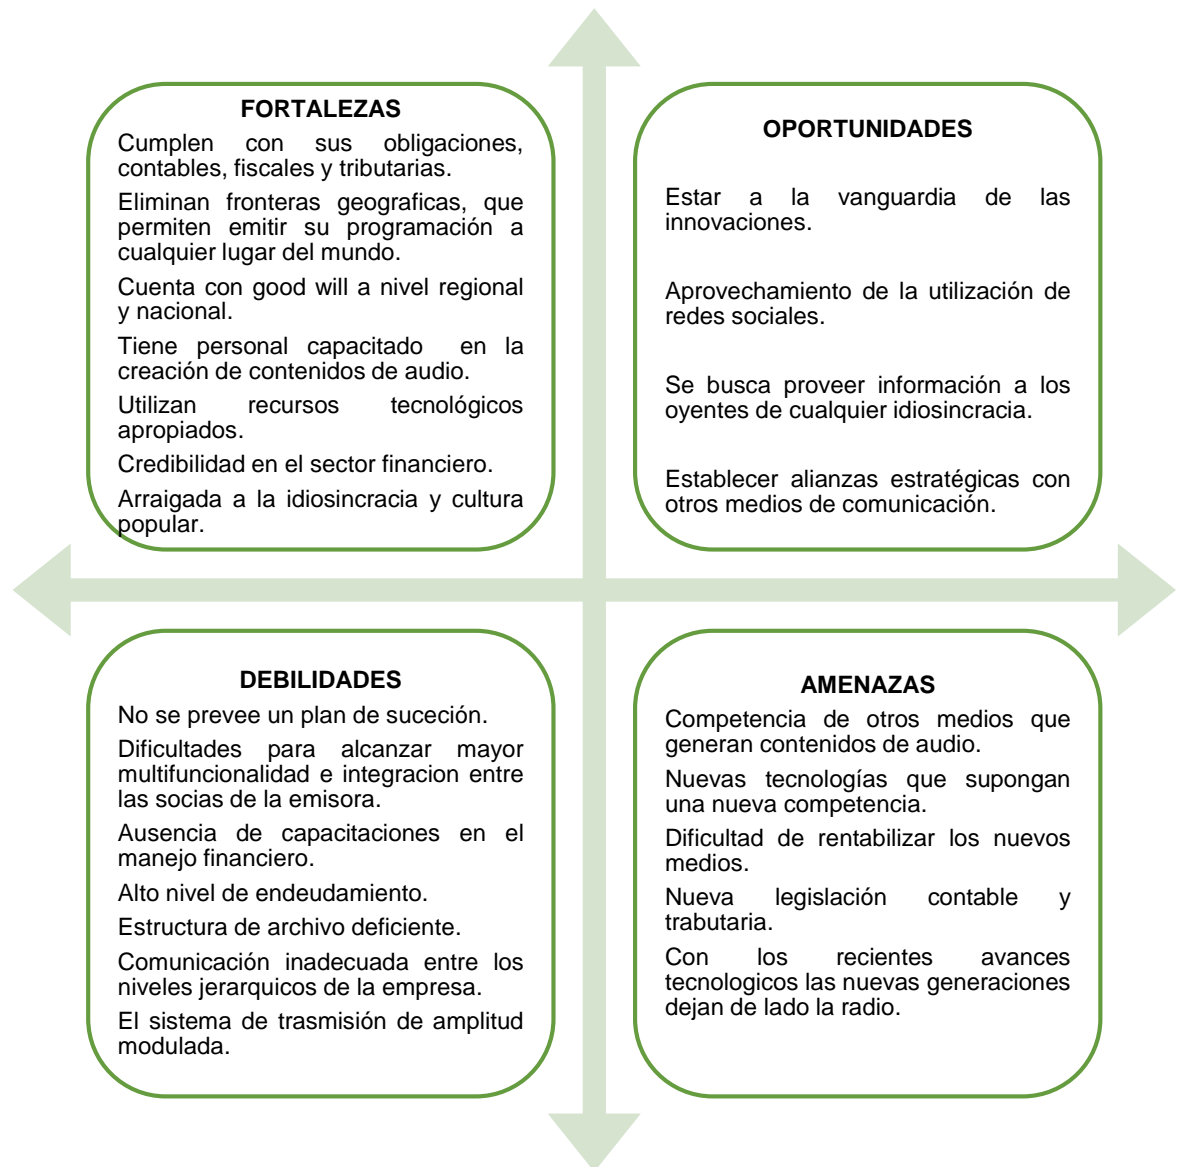 FORTALEZAS
Cumplen con sus obligaciones,
contables, fiscales y tributarias.
Eliminan fronteras geograficas, que
permiten emitir su programación a
cualquier lugar del mundo.
Cuenta con good will a nivel regional
y nacional.
Tiene personal capacitado en la
creación de contenidos de audio.
Utilizan recursos tecnológicos
apropiados.
Credibilidad en el sector financiero.
Arraigada a la idiosincracia y cultura
popular.
OPORTUNIDADES
Estar a la vanguardia de las
innovaciones.
Aprovechamiento de la utilización de
redes sociales.
Se busca proveer información a los
oyentes de cualquier idiosincracia.
Establecer alianzas estratégicas con
otros medios de comunicación.
DEBILIDADES
No se prevee un plan de suceción.
Dificultades para alcanzar mayor
multifuncionalidad e integracion entre
las socias de la emisora.
Ausencia de capacitaciones en el
manejo financiero.
Alto nivel de endeudamiento.
Estructura de archivo deficiente.
Comunicación inadecuada entre los
niveles jerarquicos de la empresa.
El sistema de trasmisión de amplitud
modulada.
AMENAZAS
Competencia de otros medios que
generan contenidos de audio.
Nuevas tecnologías que supongan
una nueva competencia.
Dificultad de rentabilizar los nuevos
medios.
Nueva legislación contable y
trabutaria.
Con los recientes avances
tecnologicos las nuevas generaciones
dejan de lado la radio.